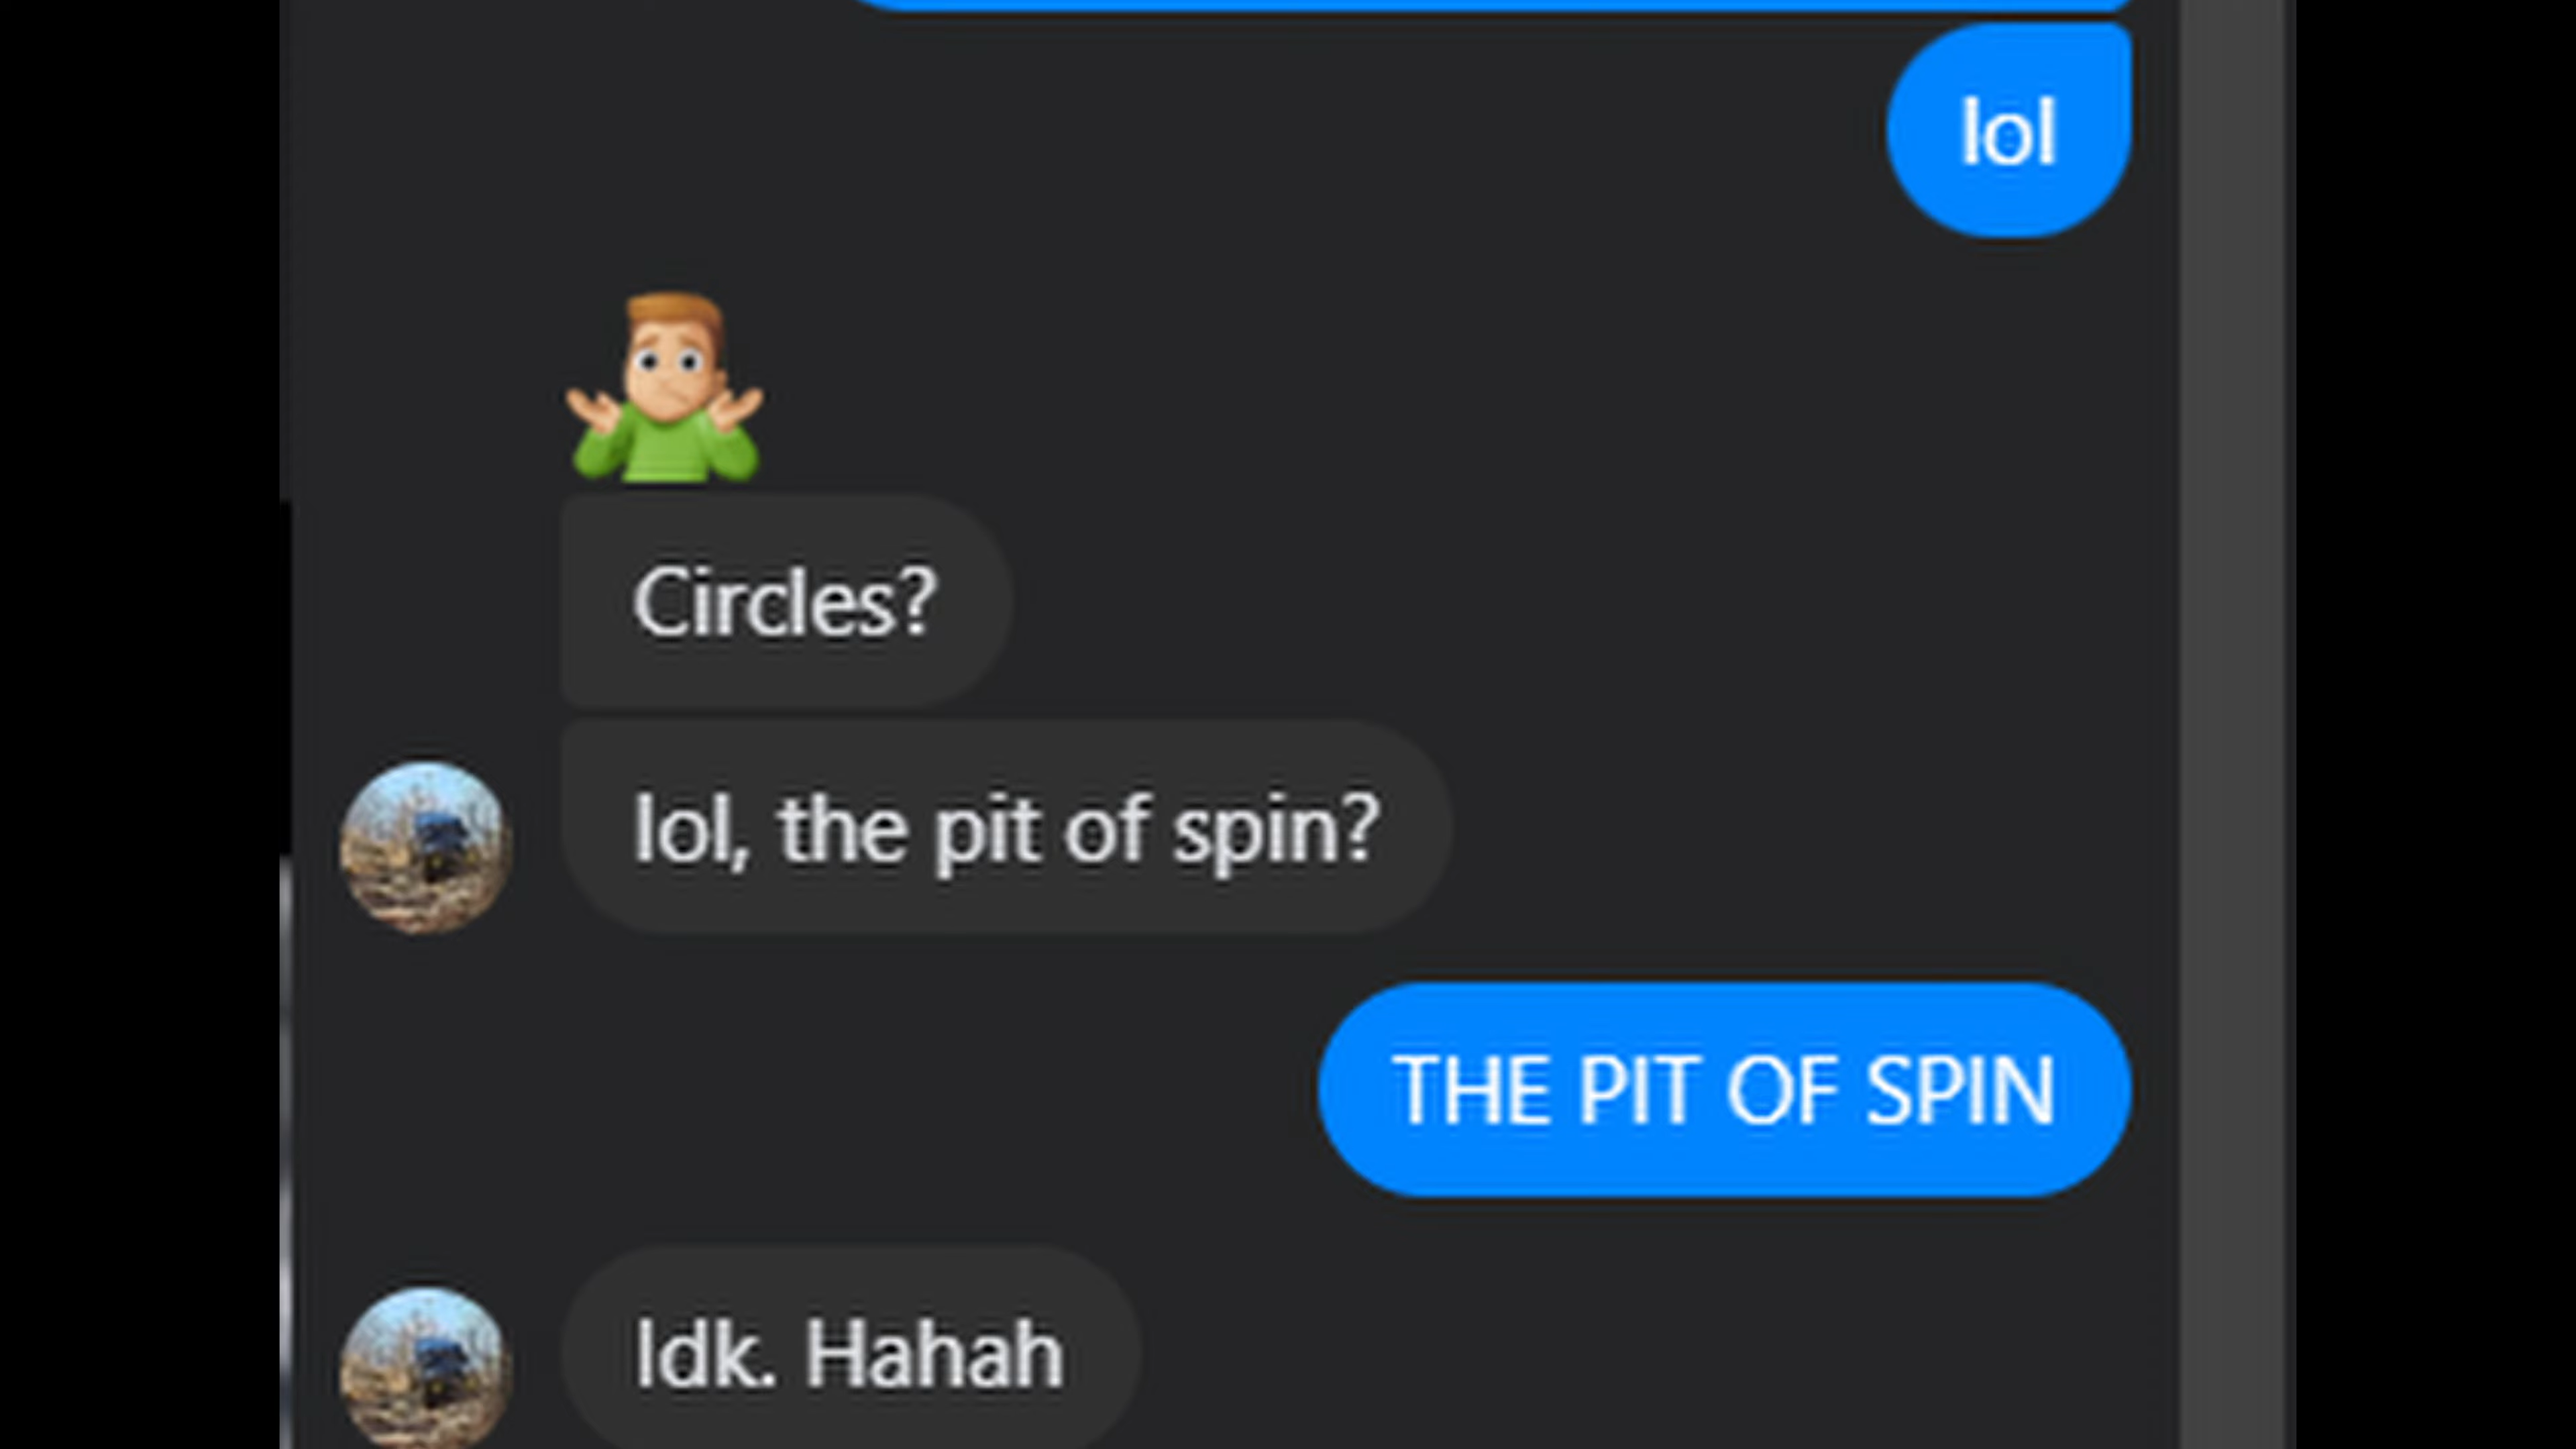 lol
Circles?
lol, the pit of spin?
THE PIT OF SPIN
Idk. Hahah